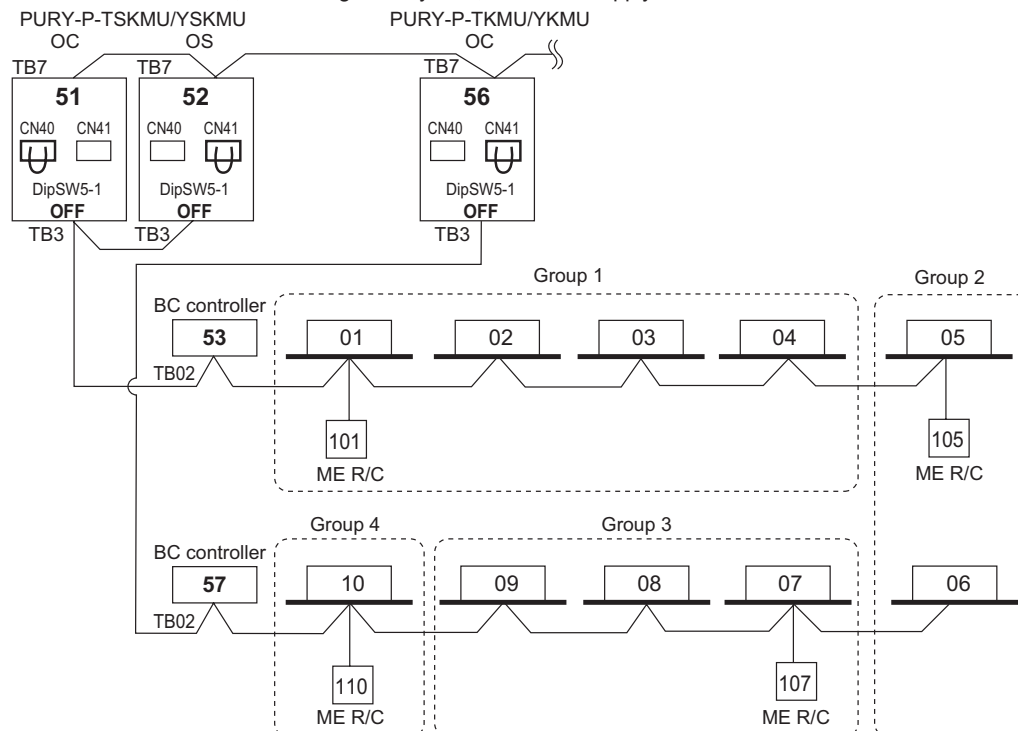 PURY-P-TSKMU/YSKMU PURY-P-TKMU/YKMU
OC OS OC
TB7 TB7 TB7
51 52 56
CN40 CN41 CN40 CN41 CN40 CN41
DipSW5-1 DipSW5-1 DipSW5-1
OFF OFF OFF
TB3 TB3 TB3
Group 1 Group 2
BC controller
53 01 02 03 04 05
TB02
101 105
ME R/C ME R/C
Group 4 Group 3
BC controller
57 10 09 08 07 06
TB02
110 107
ME R/C ME R/C